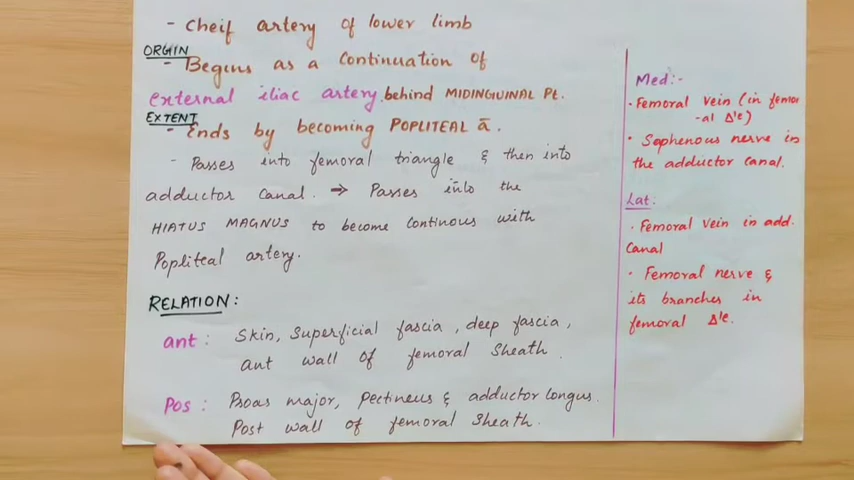 - Cheif artery of lower limb
ORGIN
- Begins as a Continuation of
external iliac artery behind MIDINGUINAL Pt.
EXTENT
- Ends by becoming POPLITEAL ā.
- Passes into femoral triangle & then into
adductor Canal. → Passes into the
HIATUS MAGNUS to become Continous with
Popliteal artery.
RELATION:
ant: Skin, Superficial fascia, deep fascia,
ant wall of femoral Sheath.
Pos: Psoas major, Pectineus & adductor longus.
Post wall of femoral Sheath.
Med:-
• Femoral Vein (in femor
-al Δ'le)
• Saphenous nerve in
the adductor Canal.
Lat:
• Femoral Vein in add.
Canal
• Femoral nerve &
its branches in
femoral Δ'le.